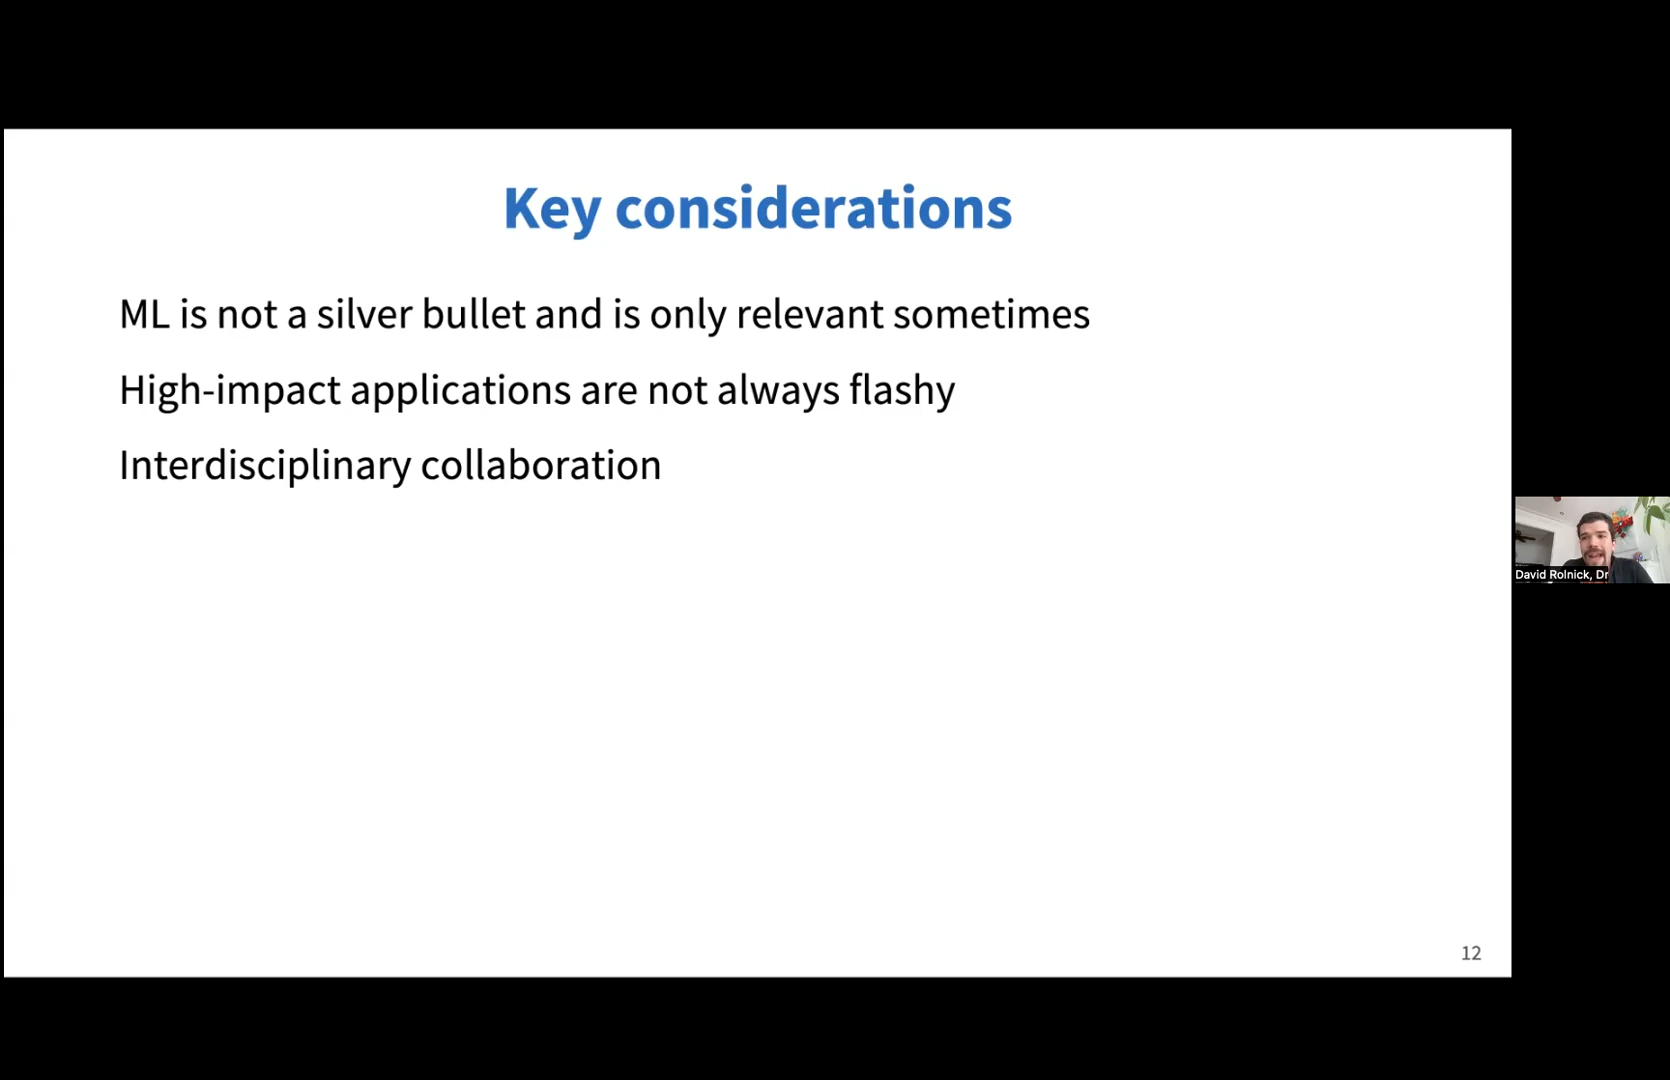 Key considerations
ML is not a silver bullet and is only relevant sometimes
High-impact applications are not always flashy
Interdisciplinary collaboration
David Rolnick, Dr
12